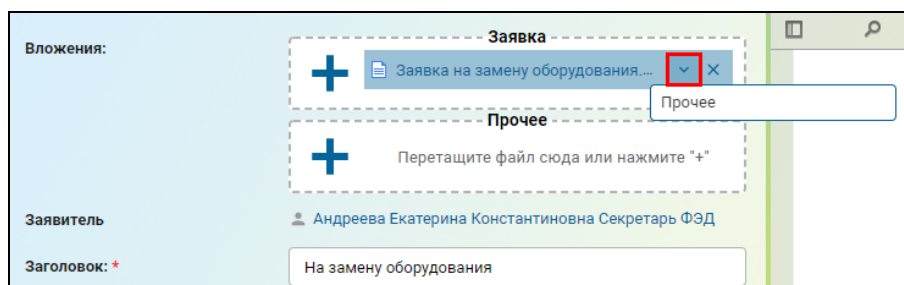 Вложения:
Заявка
Заявка на замену оборудования....
Прочее
Прочее
Перетащите файл сюда или нажмите "+"
Заявитель
Андреева Екатерина Константиновна Секретарь ФЭД
Заголовок: *
На замену оборудования